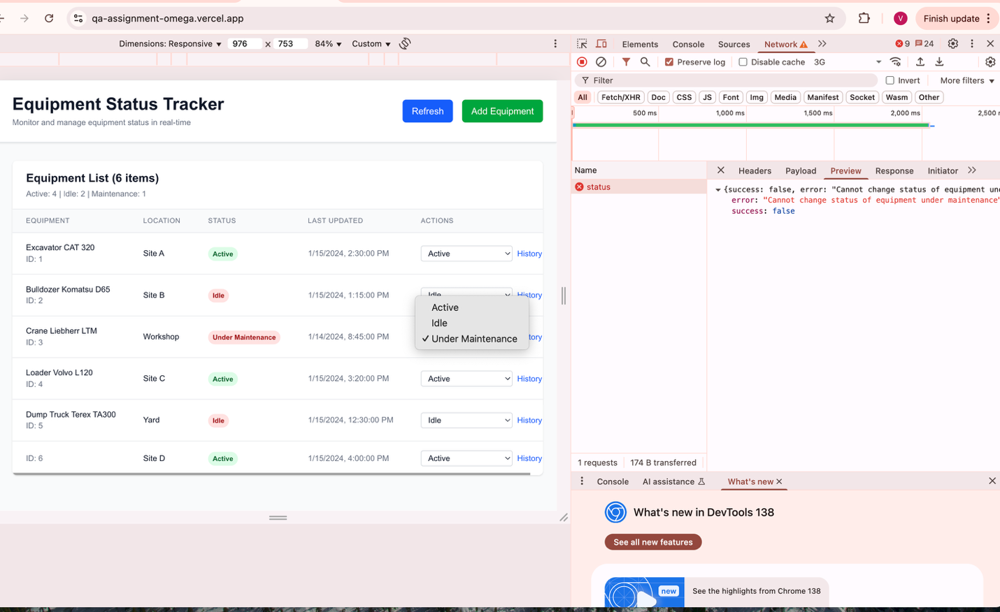 qa-assignment-omega.vercel.app
V
Finish update
Dimensions: Responsive 976 x 753 84% Custom
Equipment Status Tracker
Monitor and manage equipment status in real-time
Refresh
Add Equipment
Equipment List (6 items)
Active: 4 | Idle: 2 | Maintenance: 1
EQUIPMENT LOCATION STATUS LAST UPDATED ACTIONS
Excavator CAT 320
ID: 1
Site A
Active
1/15/2024, 2:30:00 PM
Active
History
Bulldozer Komatsu D65
ID: 2
Site B
Idle
1/15/2024, 1:15:00 PM
Idle
History
Active
Idle
✓ Under Maintenance
Crane Liebherr LTM
ID: 3
Workshop
Under Maintenance
1/14/2024, 8:45:00 PM
tory
Loader Volvo L120
ID: 4
Site C
Active
1/15/2024, 3:20:00 PM
Active
History
Dump Truck Terex TA300
ID: 5
Yard
Idle
1/15/2024, 12:30:00 PM
Idle
History
ID: 6
Site D
Active
1/15/2024, 4:00:00 PM
Active
History
Elements Console Sources Network 9 24
Preserve log Disable cache 3G
Filter Invert More filters
All Fetch/XHR Doc CSS JS Font Img Media Manifest Socket Wasm Other
500 ms 1,000 ms 1,500 ms 2,000 ms 2,500
Name
status
Headers Payload Preview Response Initiator
{success: false, error: "Cannot change status of equipment un
error: "Cannot change status of equipment under maintenance"
success: false
1 requests 174 B transferred
Console AI assistance What's new
What's new in DevTools 138
See all new features
new
See the highlights from Chrome 138